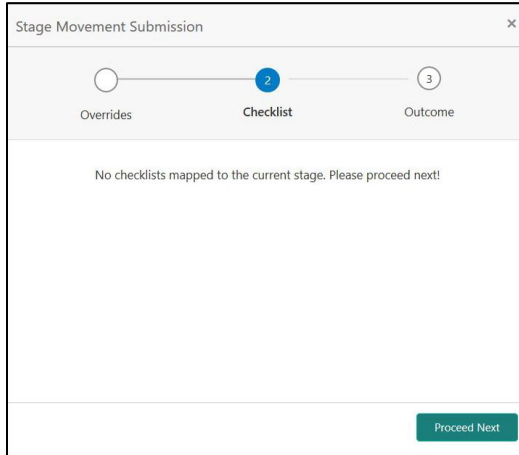 Stage Movement Submission ×
2 3
Overrides Checklist Outcome
No checklists mapped to the current stage. Please proceed next!
Proceed Next